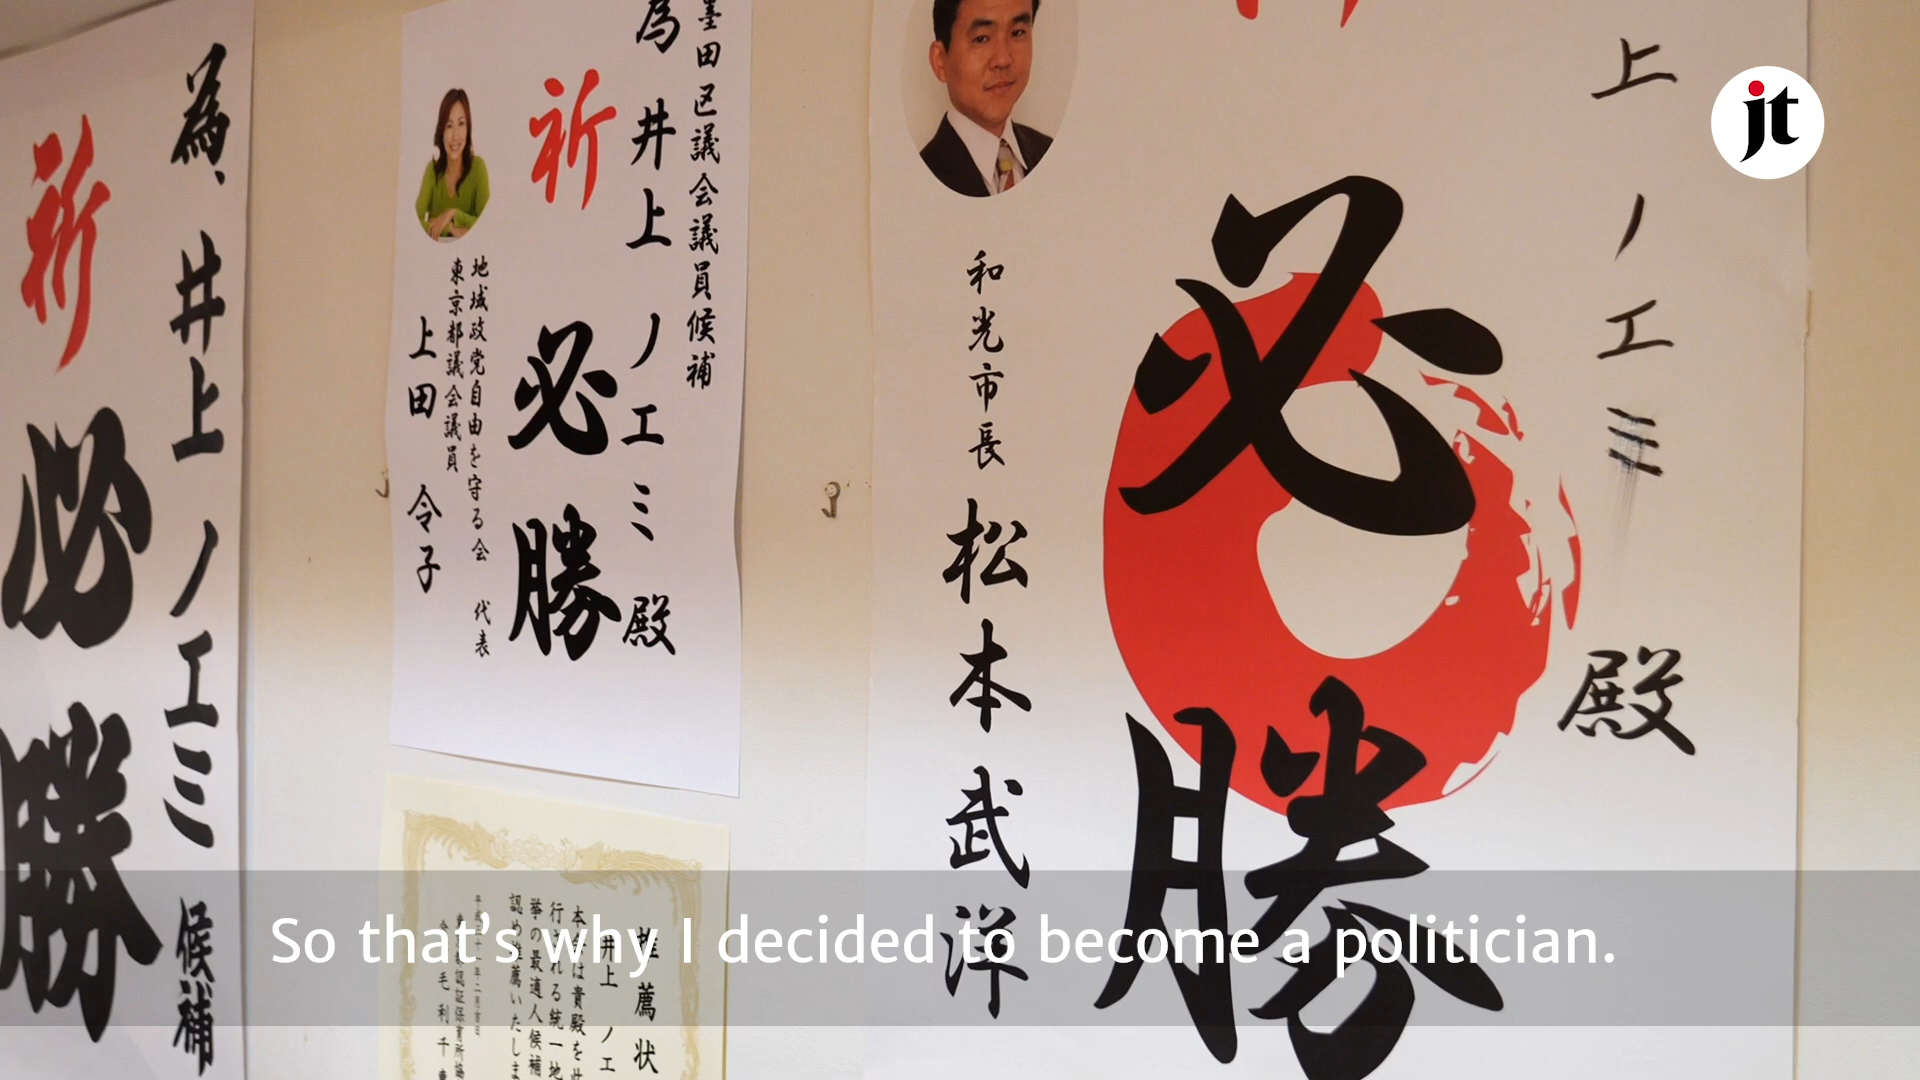 為、井上ノエミ候補
祈
必勝
墨田区議会議員候補
為井上ノエミ殿
祈
必勝
地域政党自由を守る会 代表
東京都議会議員
上田令子
上ノエミ殿
必勝
和光市長
松本武洋
推薦状
井上ノエ
jt
So that's why I decided to become a politician.